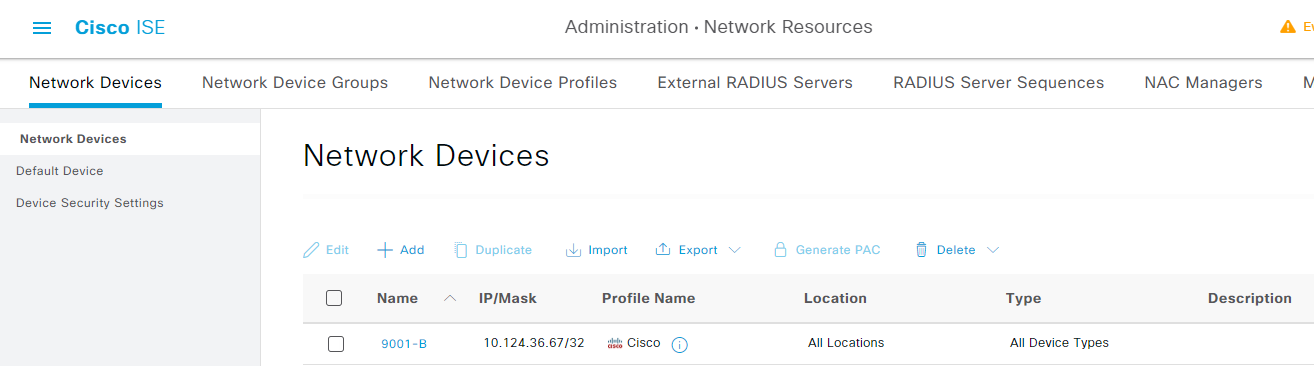 Cisco ISE
Administration · Network Resources
Network Devices
Network Device Groups
Network Device Profiles
External RADIUS Servers
RADIUS Server Sequences
NAC Managers
Network Devices
Default Device
Device Security Settings
Network Devices
Edit
Add
Duplicate
Import
Export
Generate PAC
Delete
Name IP/Mask Profile Name Location Type Description
9001-B 10.124.36.67/32 Cisco All Locations All Device Types